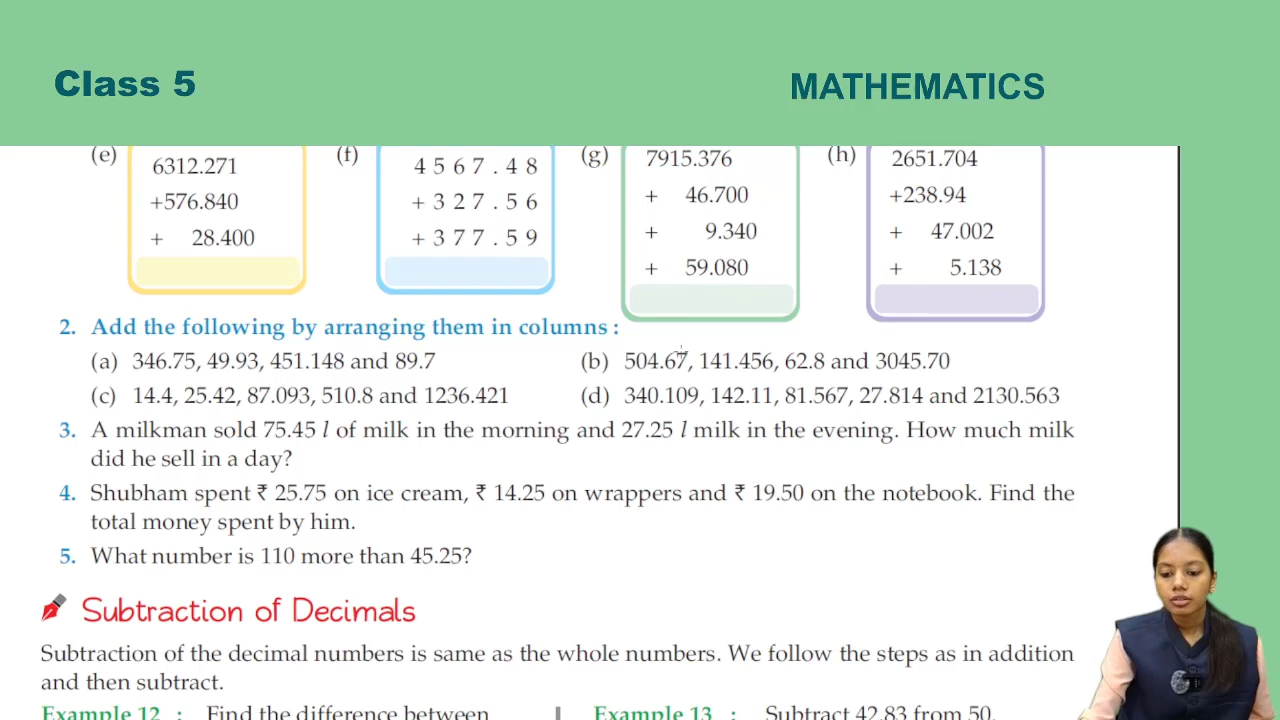 Class 5
MATHEMATICS
(e) 6312.271
+576.840
+ 28.400
(f) 4567.48
+327.56
+377.59
(g) 7915.376
+ 46.700
+ 9.340
+ 59.080
(h) 2651.704
+238.94
+ 47.002
+ 5.138
2. Add the following by arranging them in columns :
(a) 346.75, 49.93, 451.148 and 89.7
(b) 504.67, 141.456, 62.8 and 3045.70
(c) 14.4, 25.42, 87.093, 510.8 and 1236.421
(d) 340.109, 142.11, 81.567, 27.814 and 2130.563
3. A milkman sold 75.45 l of milk in the morning and 27.25 l milk in the evening. How much milk
did he sell in a day?
4. Shubham spent ₹ 25.75 on ice cream, ₹ 14.25 on wrappers and ₹ 19.50 on the notebook. Find the
total money spent by him.
5. What number is 110 more than 45.25?
Subtraction of Decimals
Subtraction of the decimal numbers is same as the whole numbers. We follow the steps as in addition
and then subtract.
Example 12 : Find the difference between
Example 13 : Subtract 42.83 from 50.